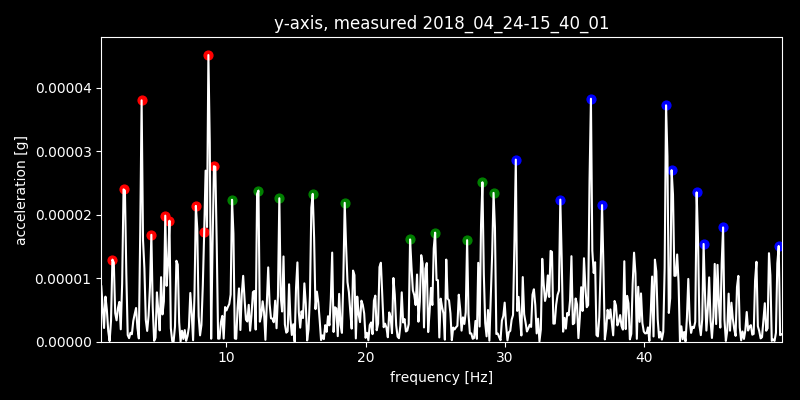 y-axis, measured 2018_04_24-15_40_01
0.00004
0.00003
0.00002
0.00001
0.00000
acceleration [g]
10 20 30 40
frequency [Hz]